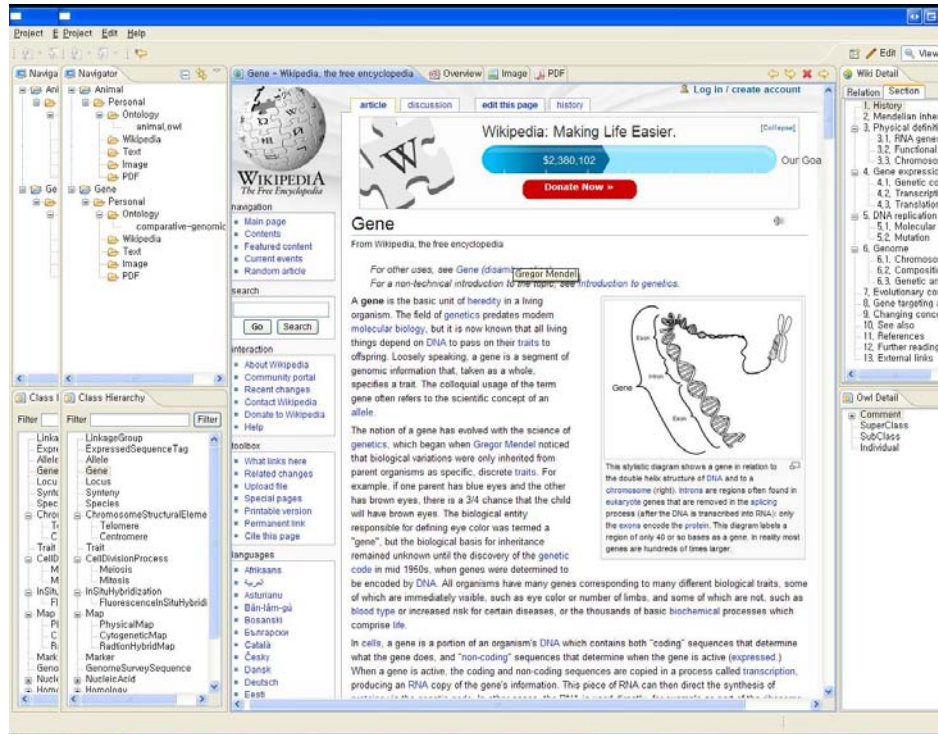 Project E Project Edit Help
Edit View
Naviga
Navigator
Ani
Animal
Personal
Ontology
animal.owl
Wikipedia
Text
Image
PDF
Ge
Gene
Personal
Ontology
comparative-genomic
Wikipedia
Text
Image
PDF
Class H
Class Hierarchy
Filter
Filter Filter
Linka
Expre
Allele
Gene
Locu
Synte
Spec
Chro
Trait
CellD
InSitu
Map
Mark
Geno
Nucle
Homo
LinkageGroup
ExpressedSequenceTag
Allele
Gene
Locus
Synteny
Species
ChromosomeStructuralEleme
Telomere
Centromere
Trait
CellDivisionProcess
Meiosis
Mitosis
InSituHybridization
FluorescenceInSituHybridi
Map
PhysicalMap
CytogeneticMap
RadtionHybridMap
Marker
GenomeSurveySequence
NucleicAcid
Homology
Gene - Wikipedia, the free encyclopedia Overview Image PDF
Log in / create account
article discussion edit this page history
WIKIPEDIA
The Free Encyclopedia
navigation
Main page
Contents
Featured content
Current events
Random article
search
Go Search
interaction
About Wikipedia
Community portal
Recent changes
Contact Wikipedia
Donate to Wikipedia
Help
toolbox
What links here
Related changes
Upload file
Special pages
Printable version
Permanent link
Cite this page
languages
Afrikaans
العربية
Asturianu
Bân-lâm-gú
Bosanski
Български
Català
Česky
Dansk
Deutsch
Eesti
W
Wikipedia: Making Life Easier.
[Collapse]
$2,380,102 Our Goa
Donate Now »
Gene
From Wikipedia, the free encyclopedia
For other uses, see Gene
Gregor Mendel
For a non-technical introduction to the topic, see Introduction to genetics.
A gene is the basic unit of heredity in a living
organism. The field of genetics predates modern
molecular biology, but it is now known that all living
things depend on DNA to pass on their traits to
offspring. Loosely speaking, a gene is a segment of
genomic information that, taken as a whole,
specifies a trait. The colloquial usage of the term
gene often refers to the scientific concept of an
allele.
The notion of a gene has evolved with the science of
genetics, which began when Gregor Mendel noticed
that biological variations were only inherited from
parent organisms as specific, discrete traits. For
example, if one parent has blue eyes and the other
has brown eyes, there is a 3/4 chance that the child
will have brown eyes. The biological entity
responsible for defining eye color was termed a
"gene", but the biological basis for inheritance
remained unknown until the discovery of the genetic
code in mid 1950s, when genes were determined to
be encoded by DNA. All organisms have many genes corresponding to many different biological traits, some
of which are immediately visible, such as eye color or number of limbs, and some of which are not, such as
blood type or increased risk for certain diseases, or the thousands of basic biochemical processes which
comprise life.
In cells, a gene is a portion of an organism's DNA which contains both "coding" sequences that determine
what the gene does, and "non-coding" sequences that determine when the gene is active (expressed.)
When a gene is active, the coding and non-coding sequences are copied in a process called transcription,
producing an RNA copy of the gene's information. This piece of RNA can then direct the synthesis of
Exon
Intron
Gene
Exon
This stylistic diagram shows a gene in relation to
the double helix structure of DNA and to a
chromosome (right). Introns are regions often found in
eukaryote genes that are removed in the splicing
process (after the DNA is transcribed into RNA): only
the exons encode the protein. This diagram labels a
region of only 40 or so bases as a gene. In reality most
genes are hundreds of times larger.
Wiki Detail
Relation Section
1. History
2. Mendelian inher
3. Physical definiti
3.1. RNA genes
3.2. Functional
3.3. Chromoso
4. Gene expressio
4.1. Genetic co
4.2. Transcripti
4.3. Translation
5. DNA replication
5.1. Molecular
5.2. Mutation
6. Genome
6.1. Chromoso
6.2. Compositi
6.3. Genetic an
7. Evolutionary co
8. Gene targeting a
9. Changing conce
10. See also
11. References
12. Further reading
13. External links
Owl Detail
Comment
SuperClass
SubClass
Individual